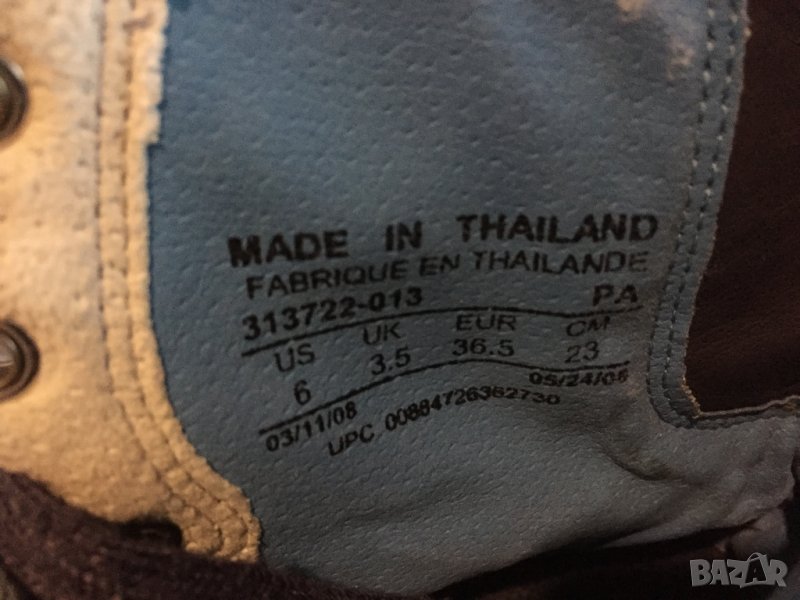 MADE IN THAILAND
FABRIQUE EN THAILANDE
313722-013 PA
US UK EUR CM
6 3.5 36.5 23
03/11/08 05/24/08
UPC 00884726362730
BAZAR